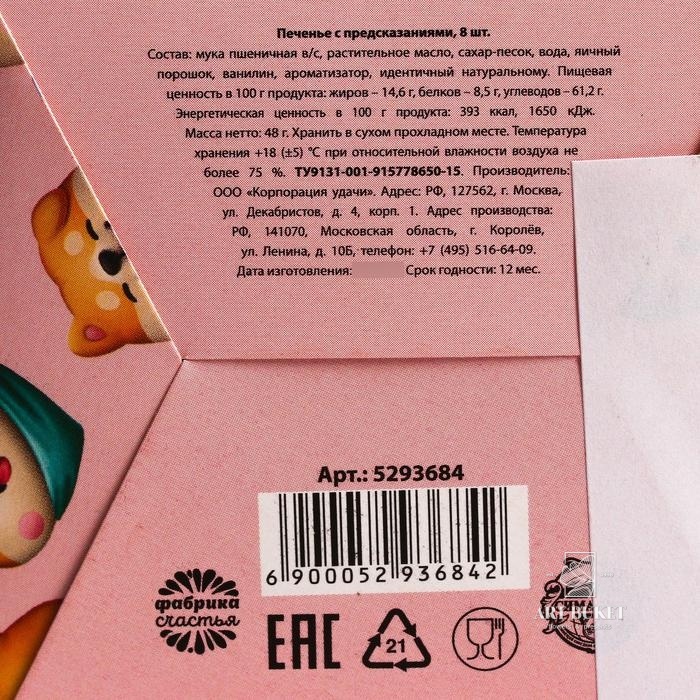 Печенье с предсказаниями, 8 шт.
Состав: мука пшеничная в/с, растительное масло, сахар-песок, вода, яичный
порошок, ванилин, ароматизатор, идентичный натуральному. Пищевая
ценность в 100 г продукта: жиров – 14,6 г, белков – 8,5 г, углеводов – 61,2 г.
Энергетическая ценность в 100 г продукта: 393 ккал, 1650 кДж.
Масса нетто: 48 г. Хранить в сухом прохладном месте. Температура
хранения +18 (±5) °С при относительной влажности воздуха не
более 75 %. ТУ9131-001-915778650-15. Производитель:
ООО «Корпорация удачи». Адрес: РФ, 127562, г. Москва,
ул. Декабристов, д. 4, корп. 1. Адрес производства:
РФ, 141070, Московская область, г. Королёв,
ул. Ленина, д. 10Б, телефон: +7 (495) 516-64-09.
Дата изготовления: Срок годности: 12 мес.
Арт.: 5293684
6 900052 936842
фабрика
счастья
EAC
21
ART BUKET